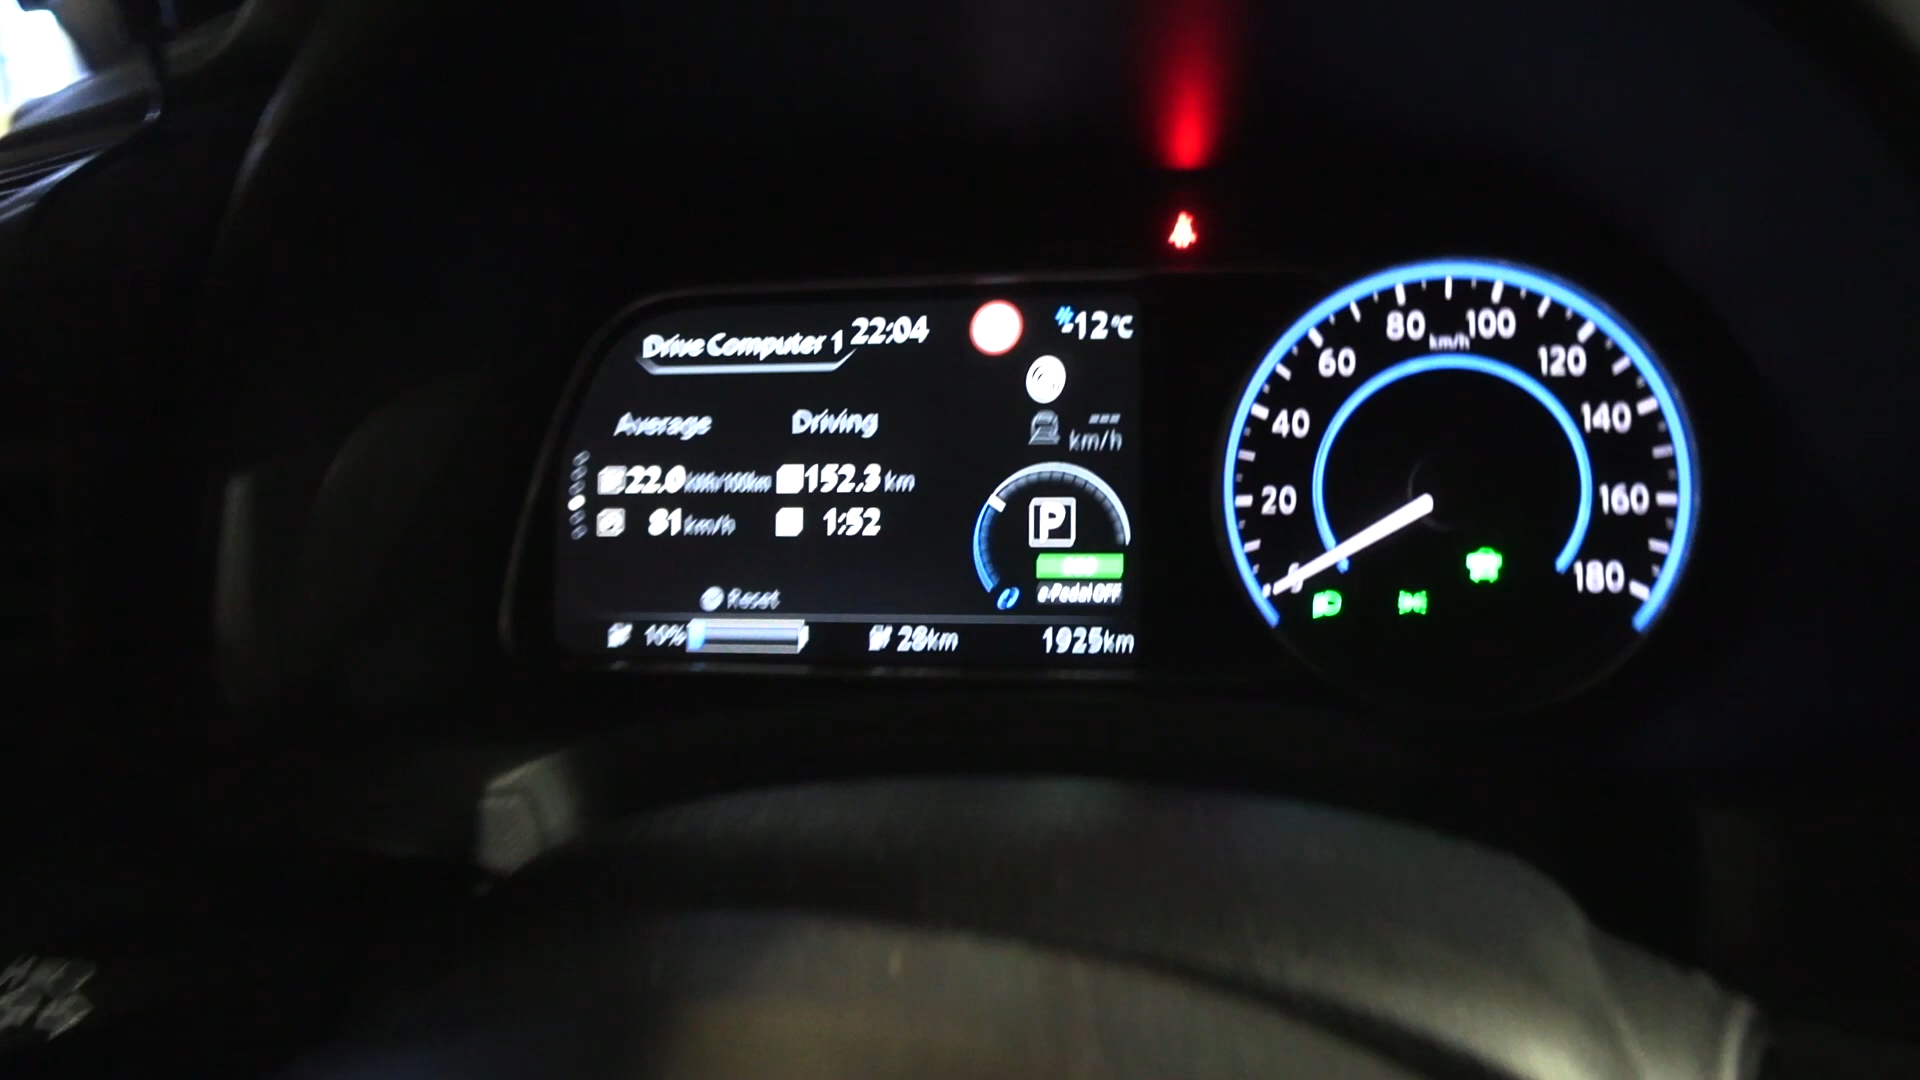 Drive Computer 1 22:04 -12°C
Average Driving
--- km/h
22.0 kWh/100km 152.3 km
81 km/h 1:52
P
e-Pedal OFF
Reset
10% 28km 1925km
0 20 40 60 80 100 120 140 160 180
km/h